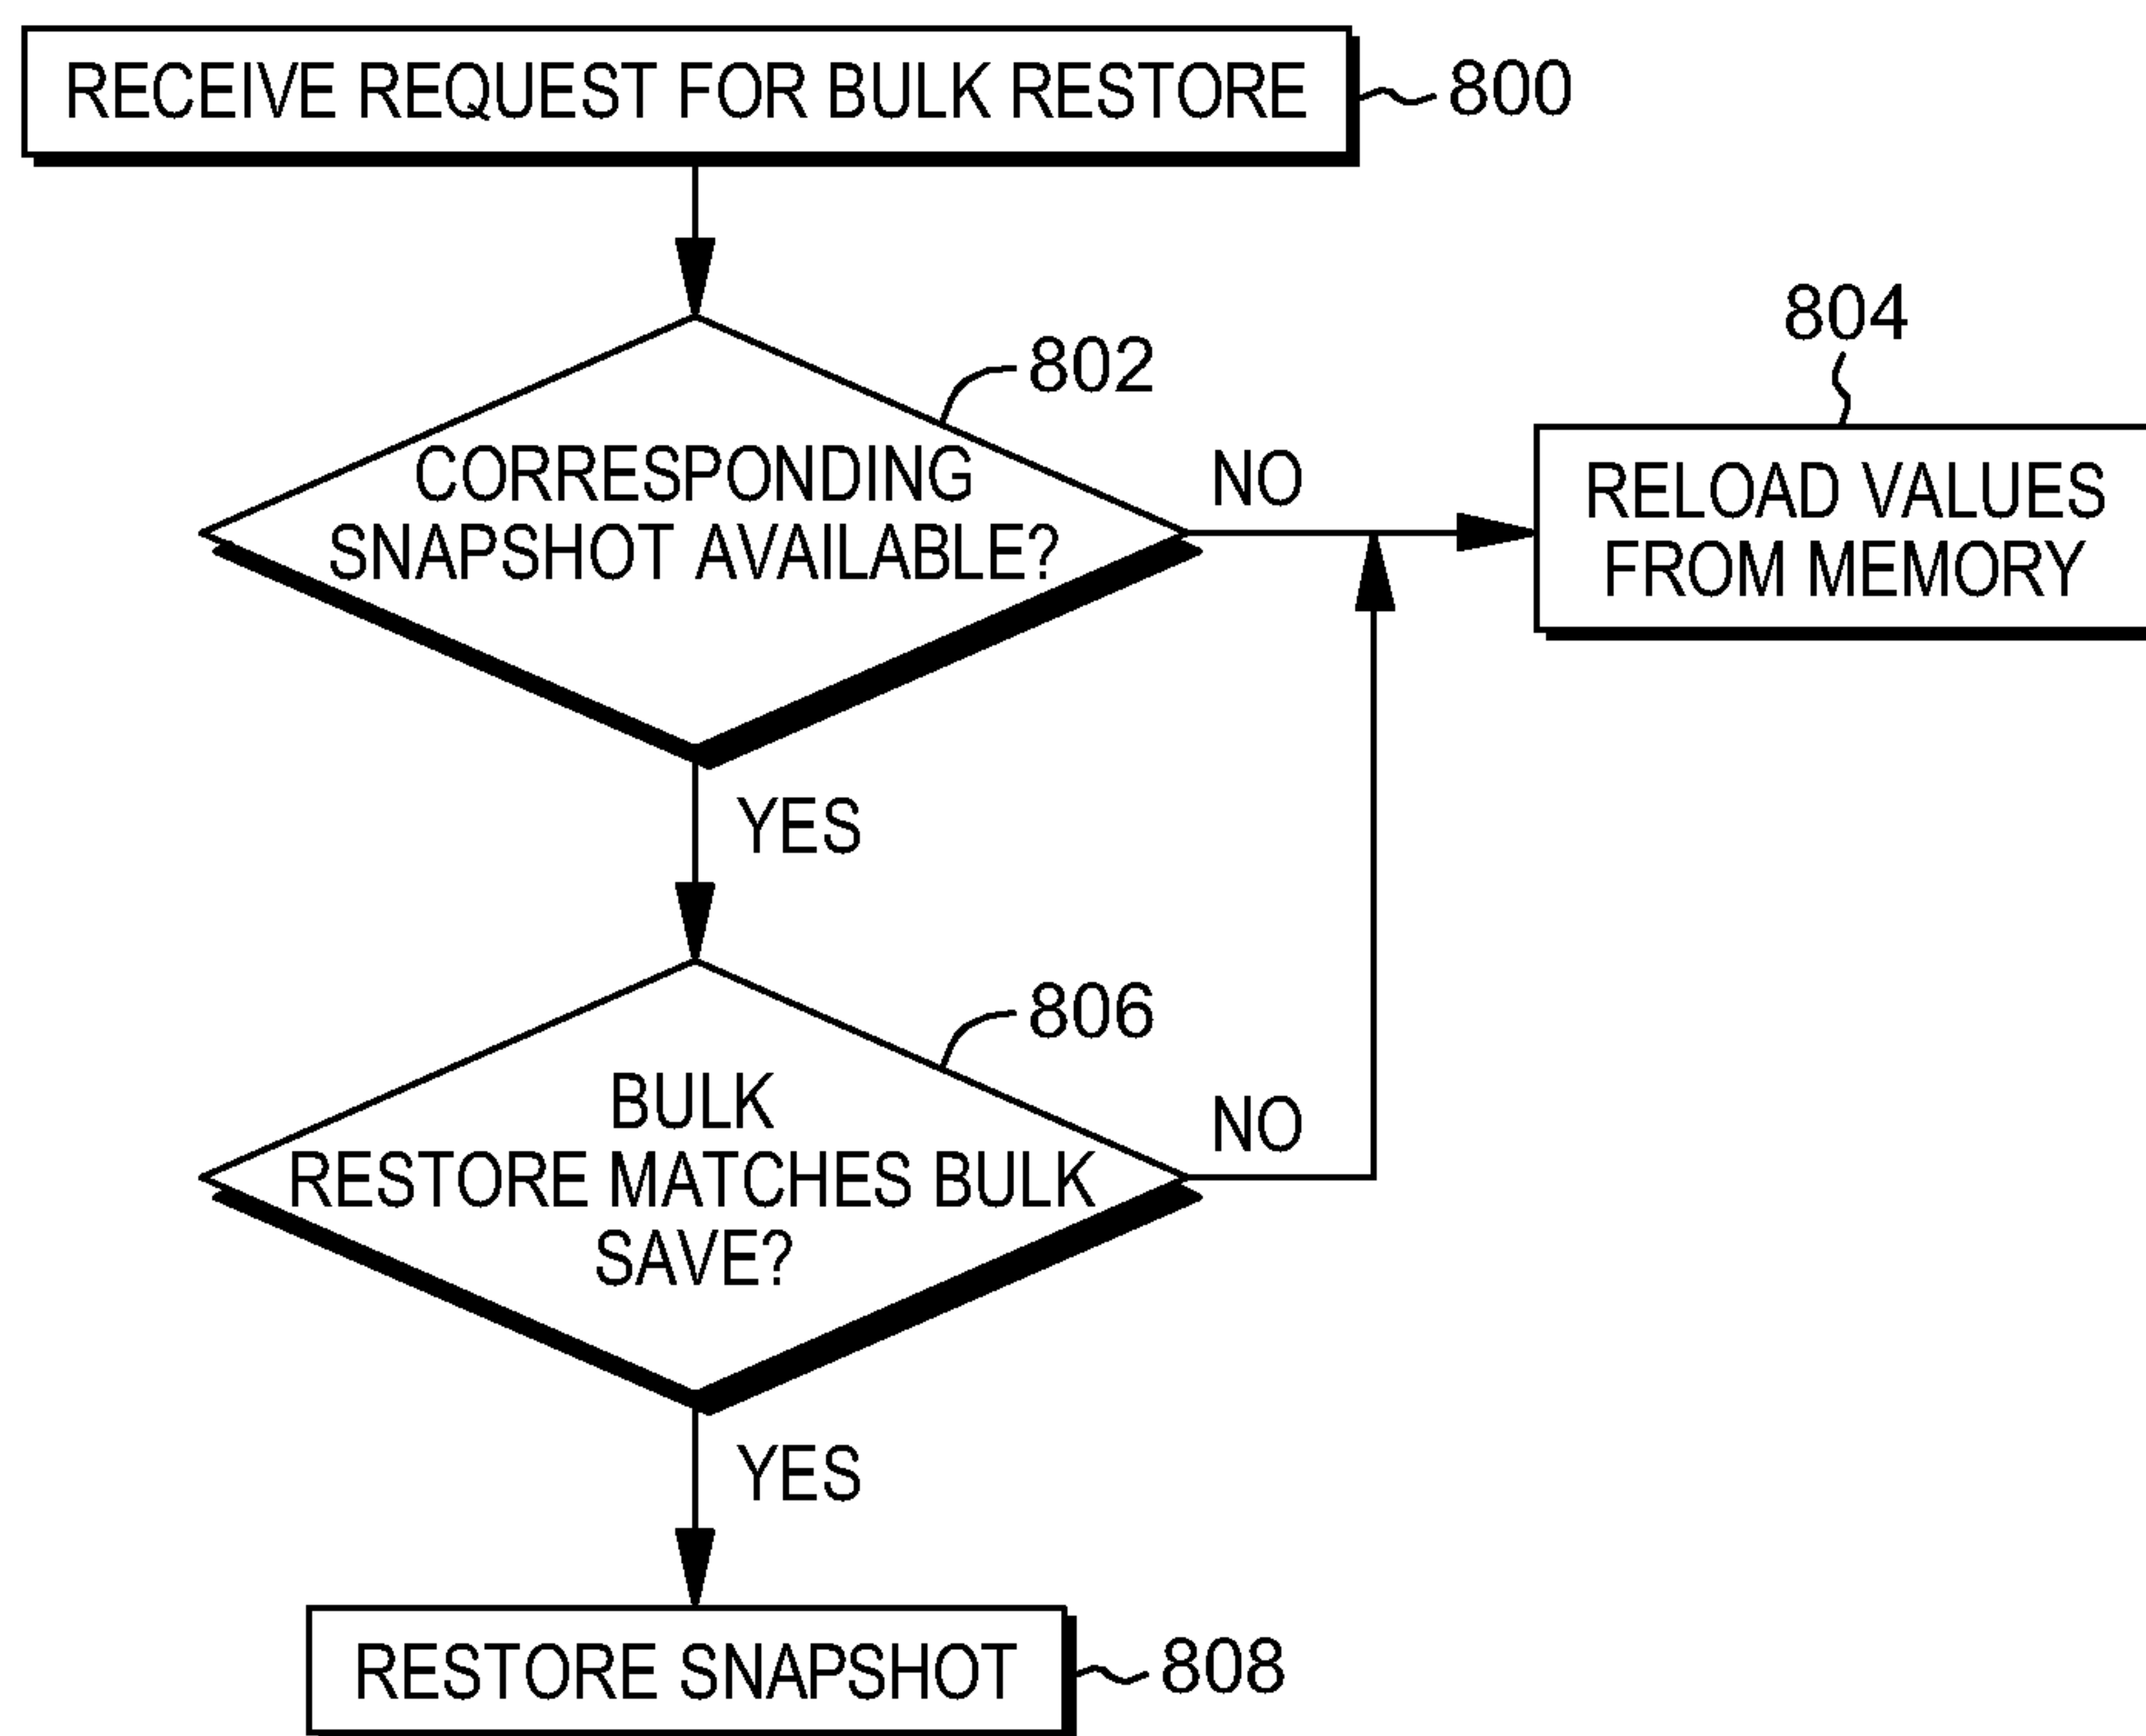 RECEIVE REQUEST FOR BULK RESTORE
800
802
CORRESPONDING
SNAPSHOT AVAILABLE?
NO
804
RELOAD VALUES
FROM MEMORY
YES
806
BULK
RESTORE MATCHES BULK
SAVE?
NO
YES
RESTORE SNAPSHOT
808